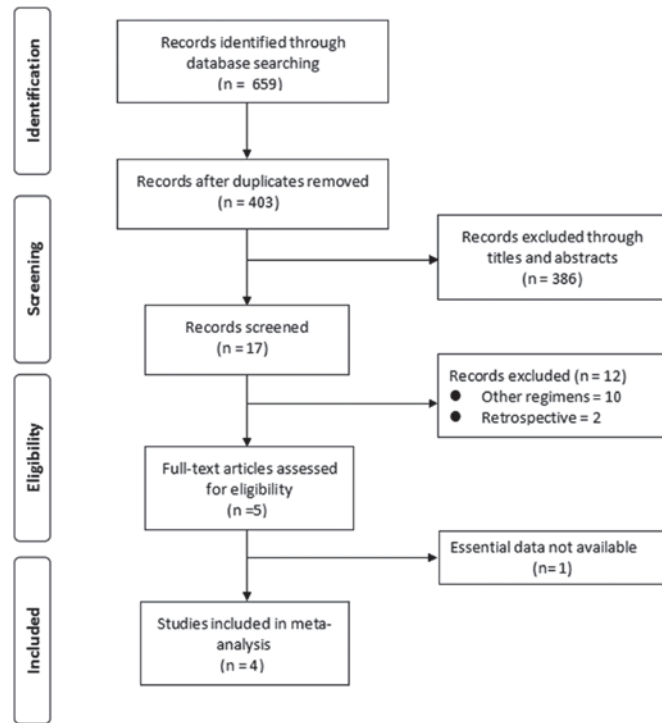 Identification
Records identified through
database searching
(n = 659)
Records after duplicates removed
(n = 403)
Screening
Records excluded through
titles and abstracts
(n = 386)
Records screened
(n = 17)
Eligibility
Records excluded (n = 12)
● Other regimens = 10
● Retrospective = 2
Full-text articles assessed
for eligibility
(n =5)
Essential data not available
(n= 1)
Included
Studies included in meta-
analysis
(n = 4)